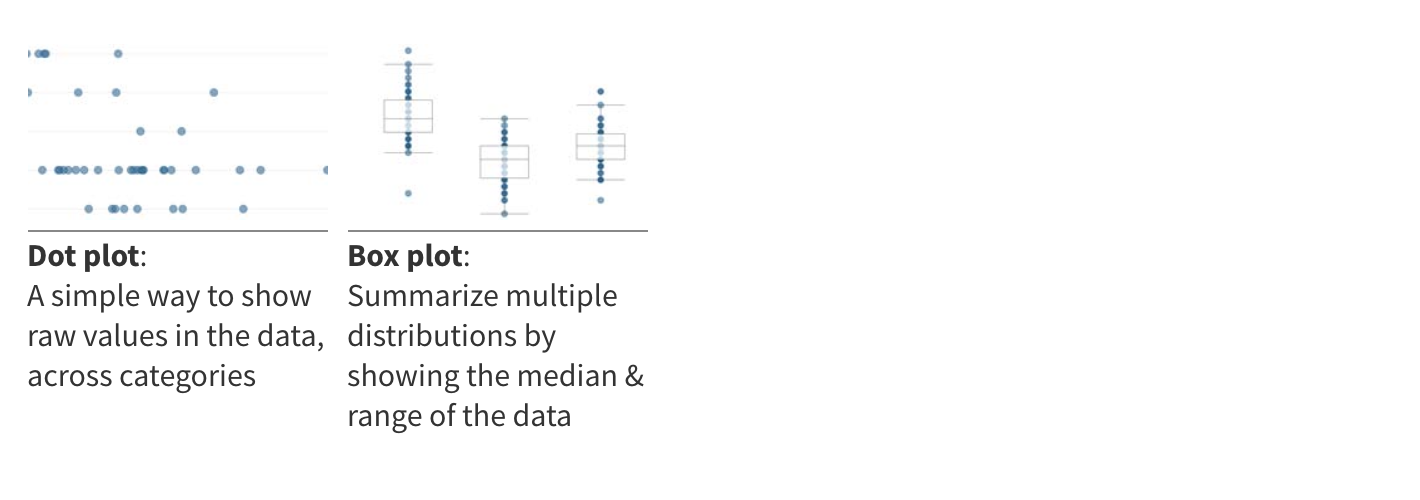 Dot plot:
A simple way to show
raw values in the data,
across categories
Box plot:
Summarize multiple
distributions by
showing the median &
range of the data